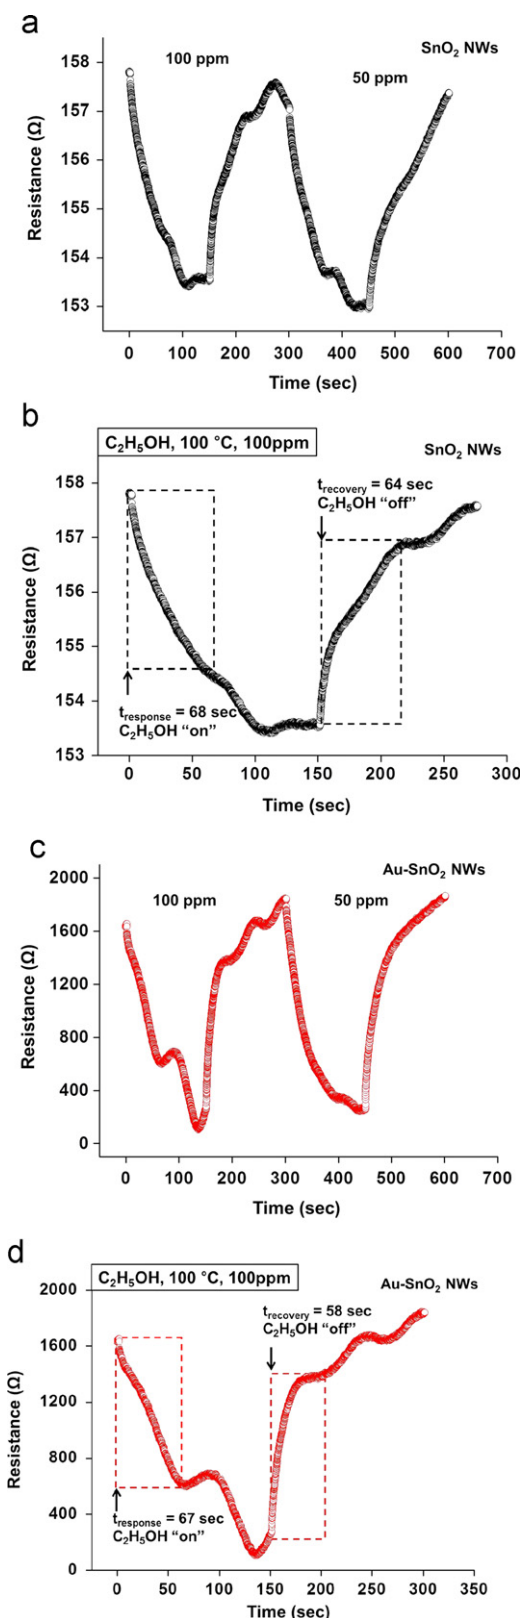 a
SnO₂ NWs
100 ppm
50 ppm
158
157
156
155
154
153
Resistance (Ω)
0 100 200 300 400 500 600 700
Time (sec)
b
C₂H₅OH, 100 °C, 100ppm
SnO₂ NWs
t_recovery = 64 sec
C₂H₅OH “off”
158
157
156
155
154
153
Resistance (Ω)
t_response = 68 sec
C₂H₅OH “on”
0 50 100 150 200 250 300
Time (sec)
c
Au-SnO₂ NWs
100 ppm
50 ppm
2000
1600
1200
800
400
0
Resistance (Ω)
0 100 200 300 400 500 600 700
Time (sec)
d
C₂H₅OH, 100 °C, 100ppm
Au-SnO₂ NWs
t_recovery = 58 sec
C₂H₅OH “off”
2000
1600
1200
800
400
0
Resistance (Ω)
t_response = 67 sec
C₂H₅OH “on”
0 50 100 150 200 250 300 350 400
Time (sec)